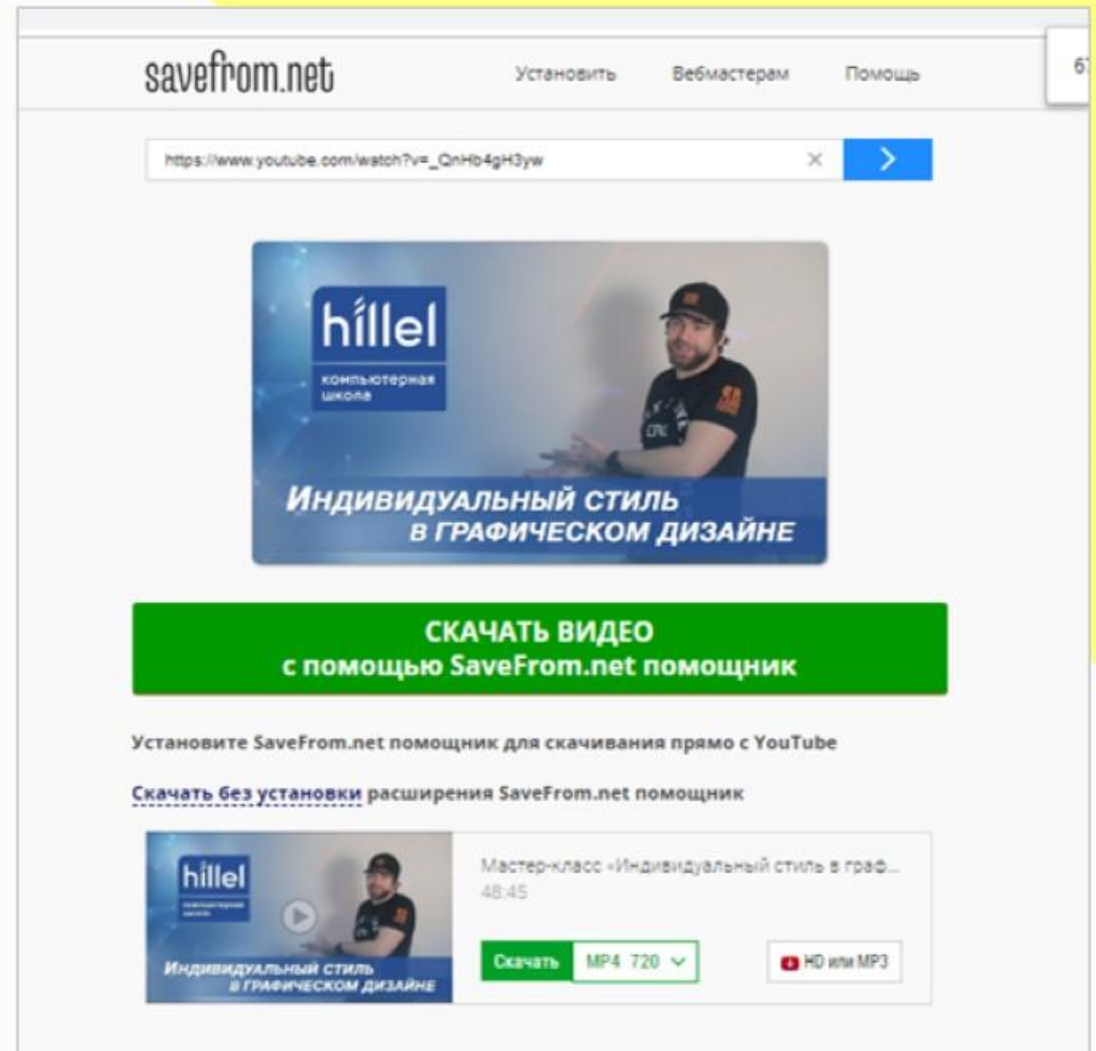 savefrom.net
Установить Вебмастерам Помощь
67
https://www.youtube.com/watch?v=_QnHb4gH3yw
hillel
компьютерная
школа
Индивидуальный стиль
в графическом дизайне
СКАЧАТЬ ВИДЕО
с помощью SaveFrom.net помощник
Установите SaveFrom.net помощник для скачивания прямо с YouTube
Скачать без установки расширения SaveFrom.net помощник
hillel
компьютерная
школа
Индивидуальный стиль
в графическом дизайне
Мастер-класс «Индивидуальный стиль в граф...
48:45
Скачать MP4 720 HD или MP3